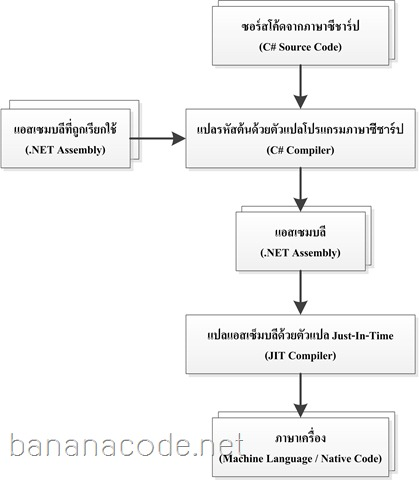 ซอร์สโค้ดจากภาษาซีชาร์ป
(C# Source Code)
แอสเซมบลีที่ถูกเรียกใช้
(.NET Assembly)
แปลรหัสต้นด้วยตัวแปลโปรแกรมภาษาซีชาร์ป
(C# Compiler)
แอสเซมบลี
(.NET Assembly)
แปลแอสเซ็มบลีด้วยตัวแปล Just-In-Time
(JIT Compiler)
ภาษาเครื่อง
(Machine Language / Native Code)
bananacode.net